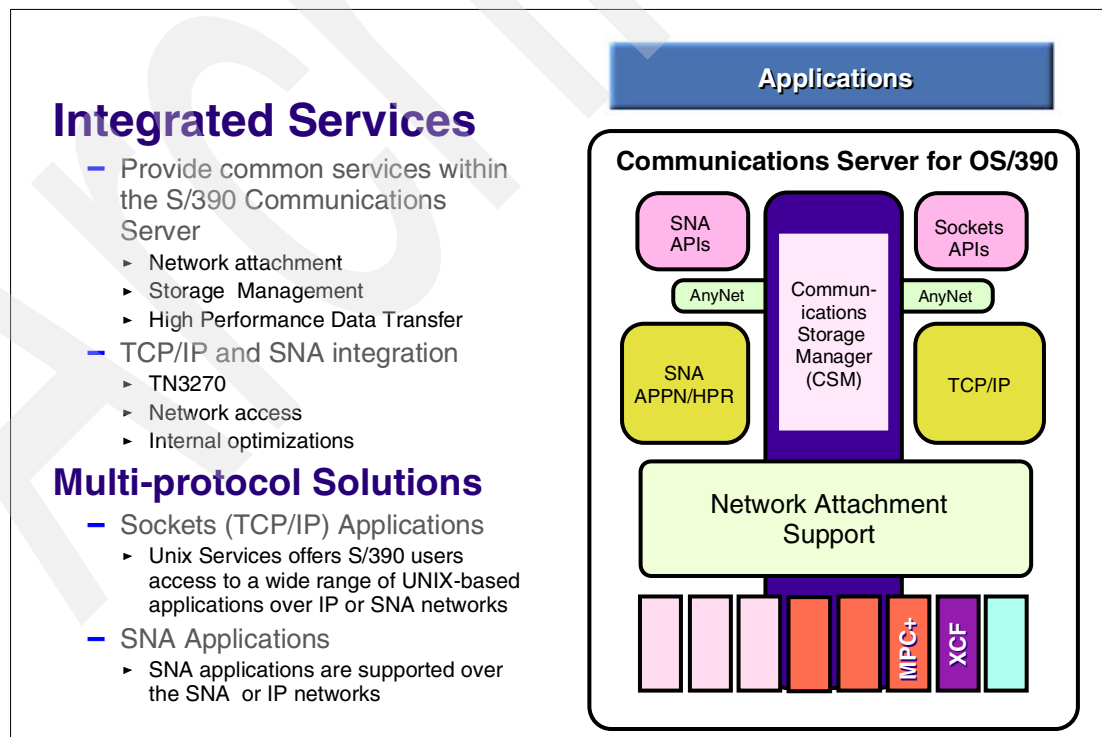 Integrated Services
– Provide common services within
the S/390 Communications
Server
► Network attachment
► Storage Management
► High Performance Data Transfer
– TCP/IP and SNA integration
► TN3270
► Network access
► Internal optimizations
Multi-protocol Solutions
– Sockets (TCP/IP) Applications
► Unix Services offers S/390 users
access to a wide range of UNIX-based
applications over IP or SNA networks
– SNA Applications
► SNA applications are supported over
the SNA or IP networks
Applications
Communications Server for OS/390
SNA
APIs
Sockets
APIs
AnyNet
AnyNet
Commun-
ications
Storage
Manager
(CSM)
SNA
APPN/HPR
TCP/IP
Network Attachment
Support
MPC+
XCF